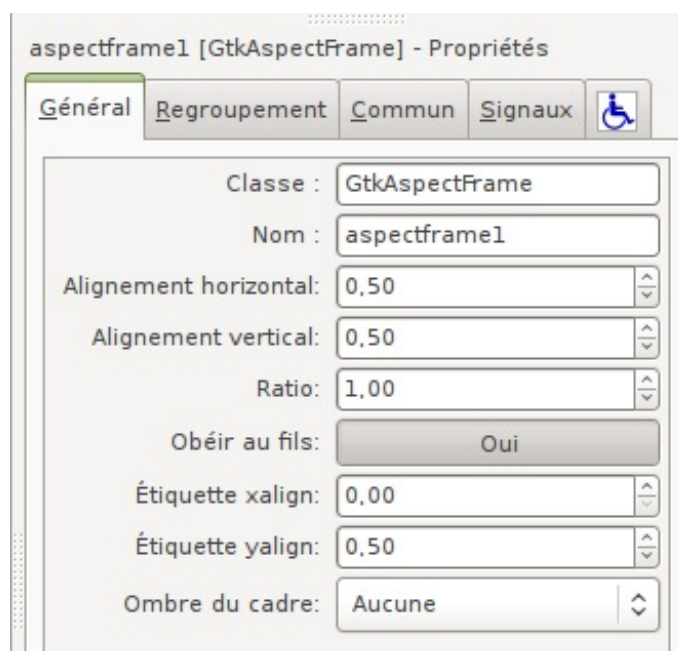 aspectframe1 [GtkAspectFrame] - Propriétés
Général Regroupement Commun Signaux
Classe : GtkAspectFrame
Nom : aspectframe1
Alignement horizontal: 0,50
Alignement vertical: 0,50
Ratio: 1,00
Obéir au fils: Oui
Étiquette xalign: 0,00
Étiquette yalign: 0,50
Ombre du cadre: Aucune